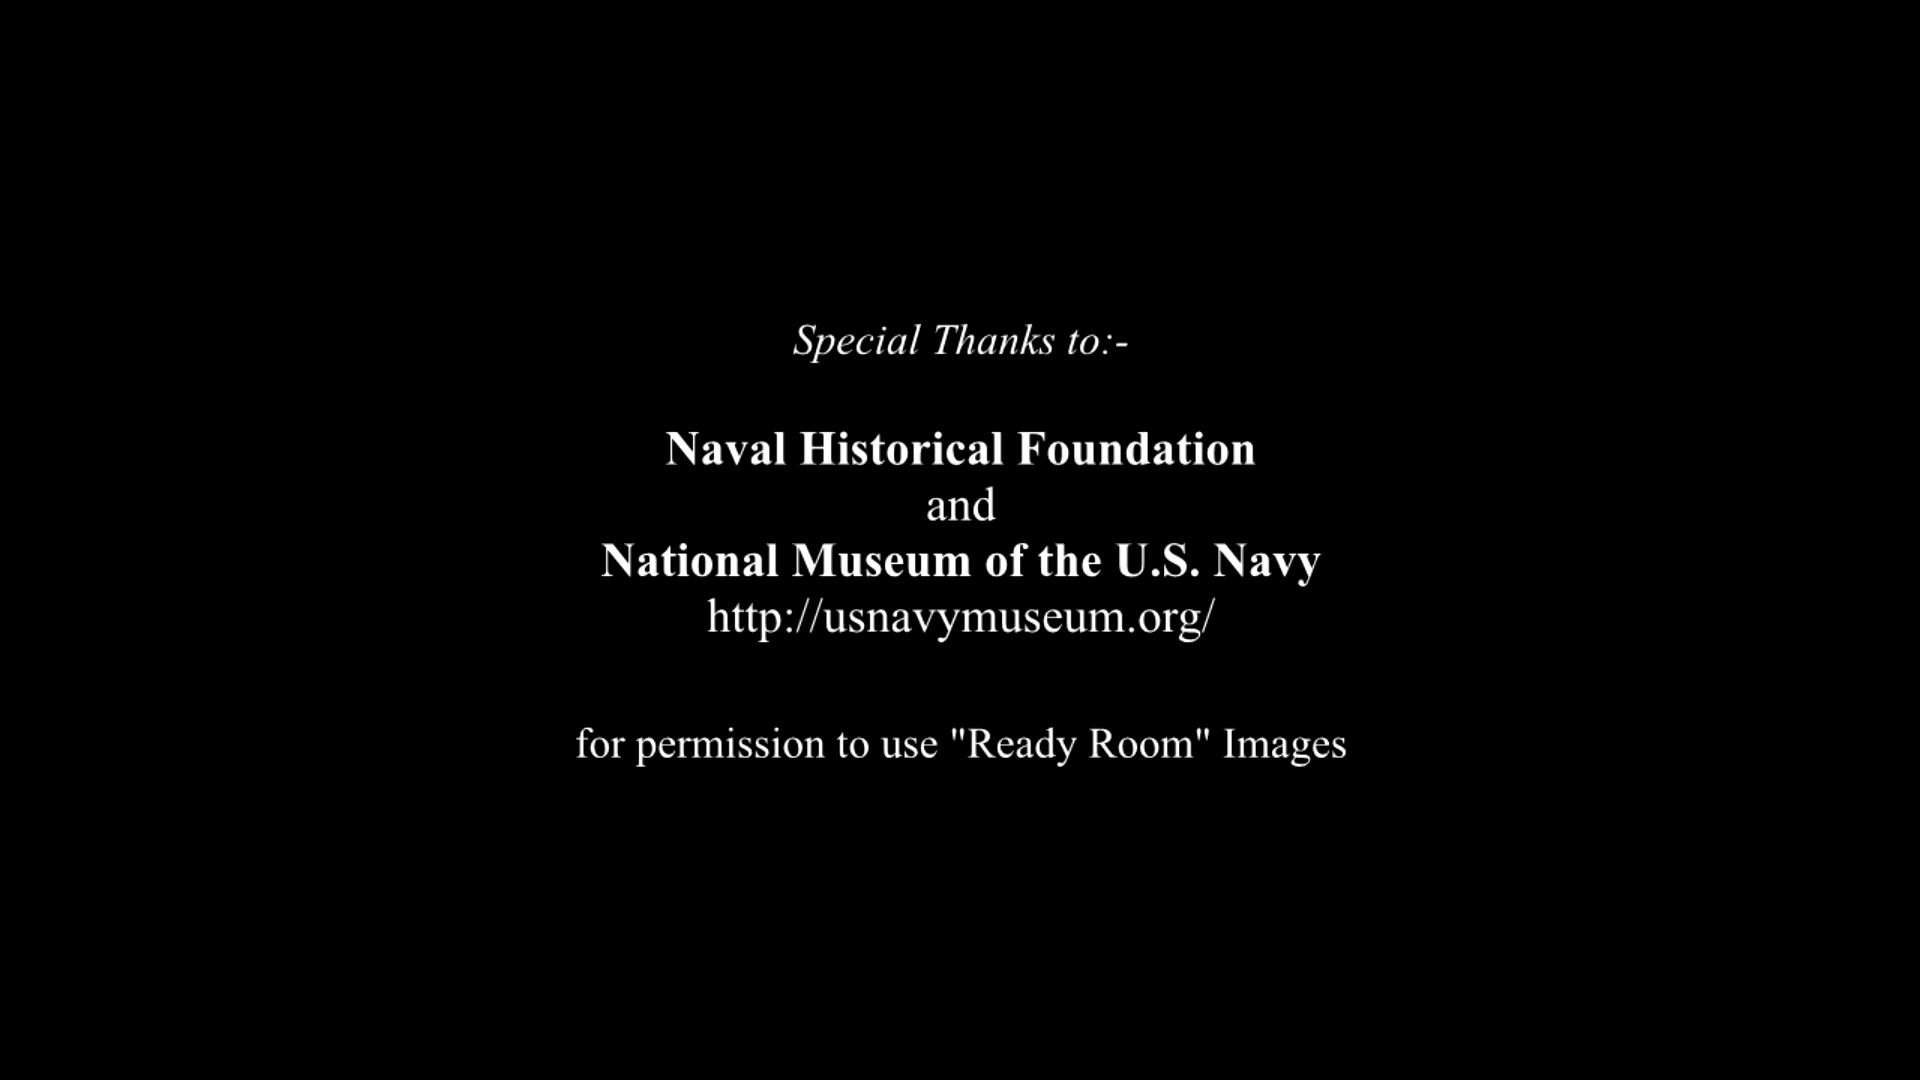 Special Thanks to:-
Naval Historical Foundation
and
National Museum of the U.S. Navy
http://usnavymuseum.org/
for permission to use "Ready Room" Images